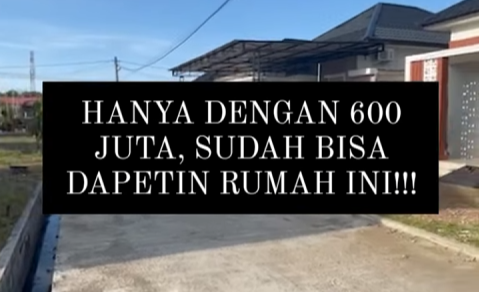 HANYA DENGAN 600
JUTA, SUDAH BISA
DAPETIN RUMAH INI!!!